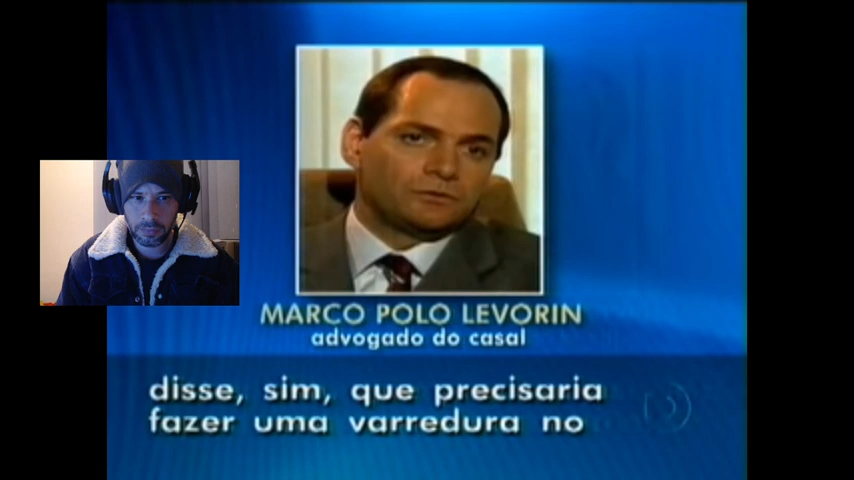 MARCO POLO LEVORIN
advogado do casal
disse, sim, que precisaria
fazer uma varredura no